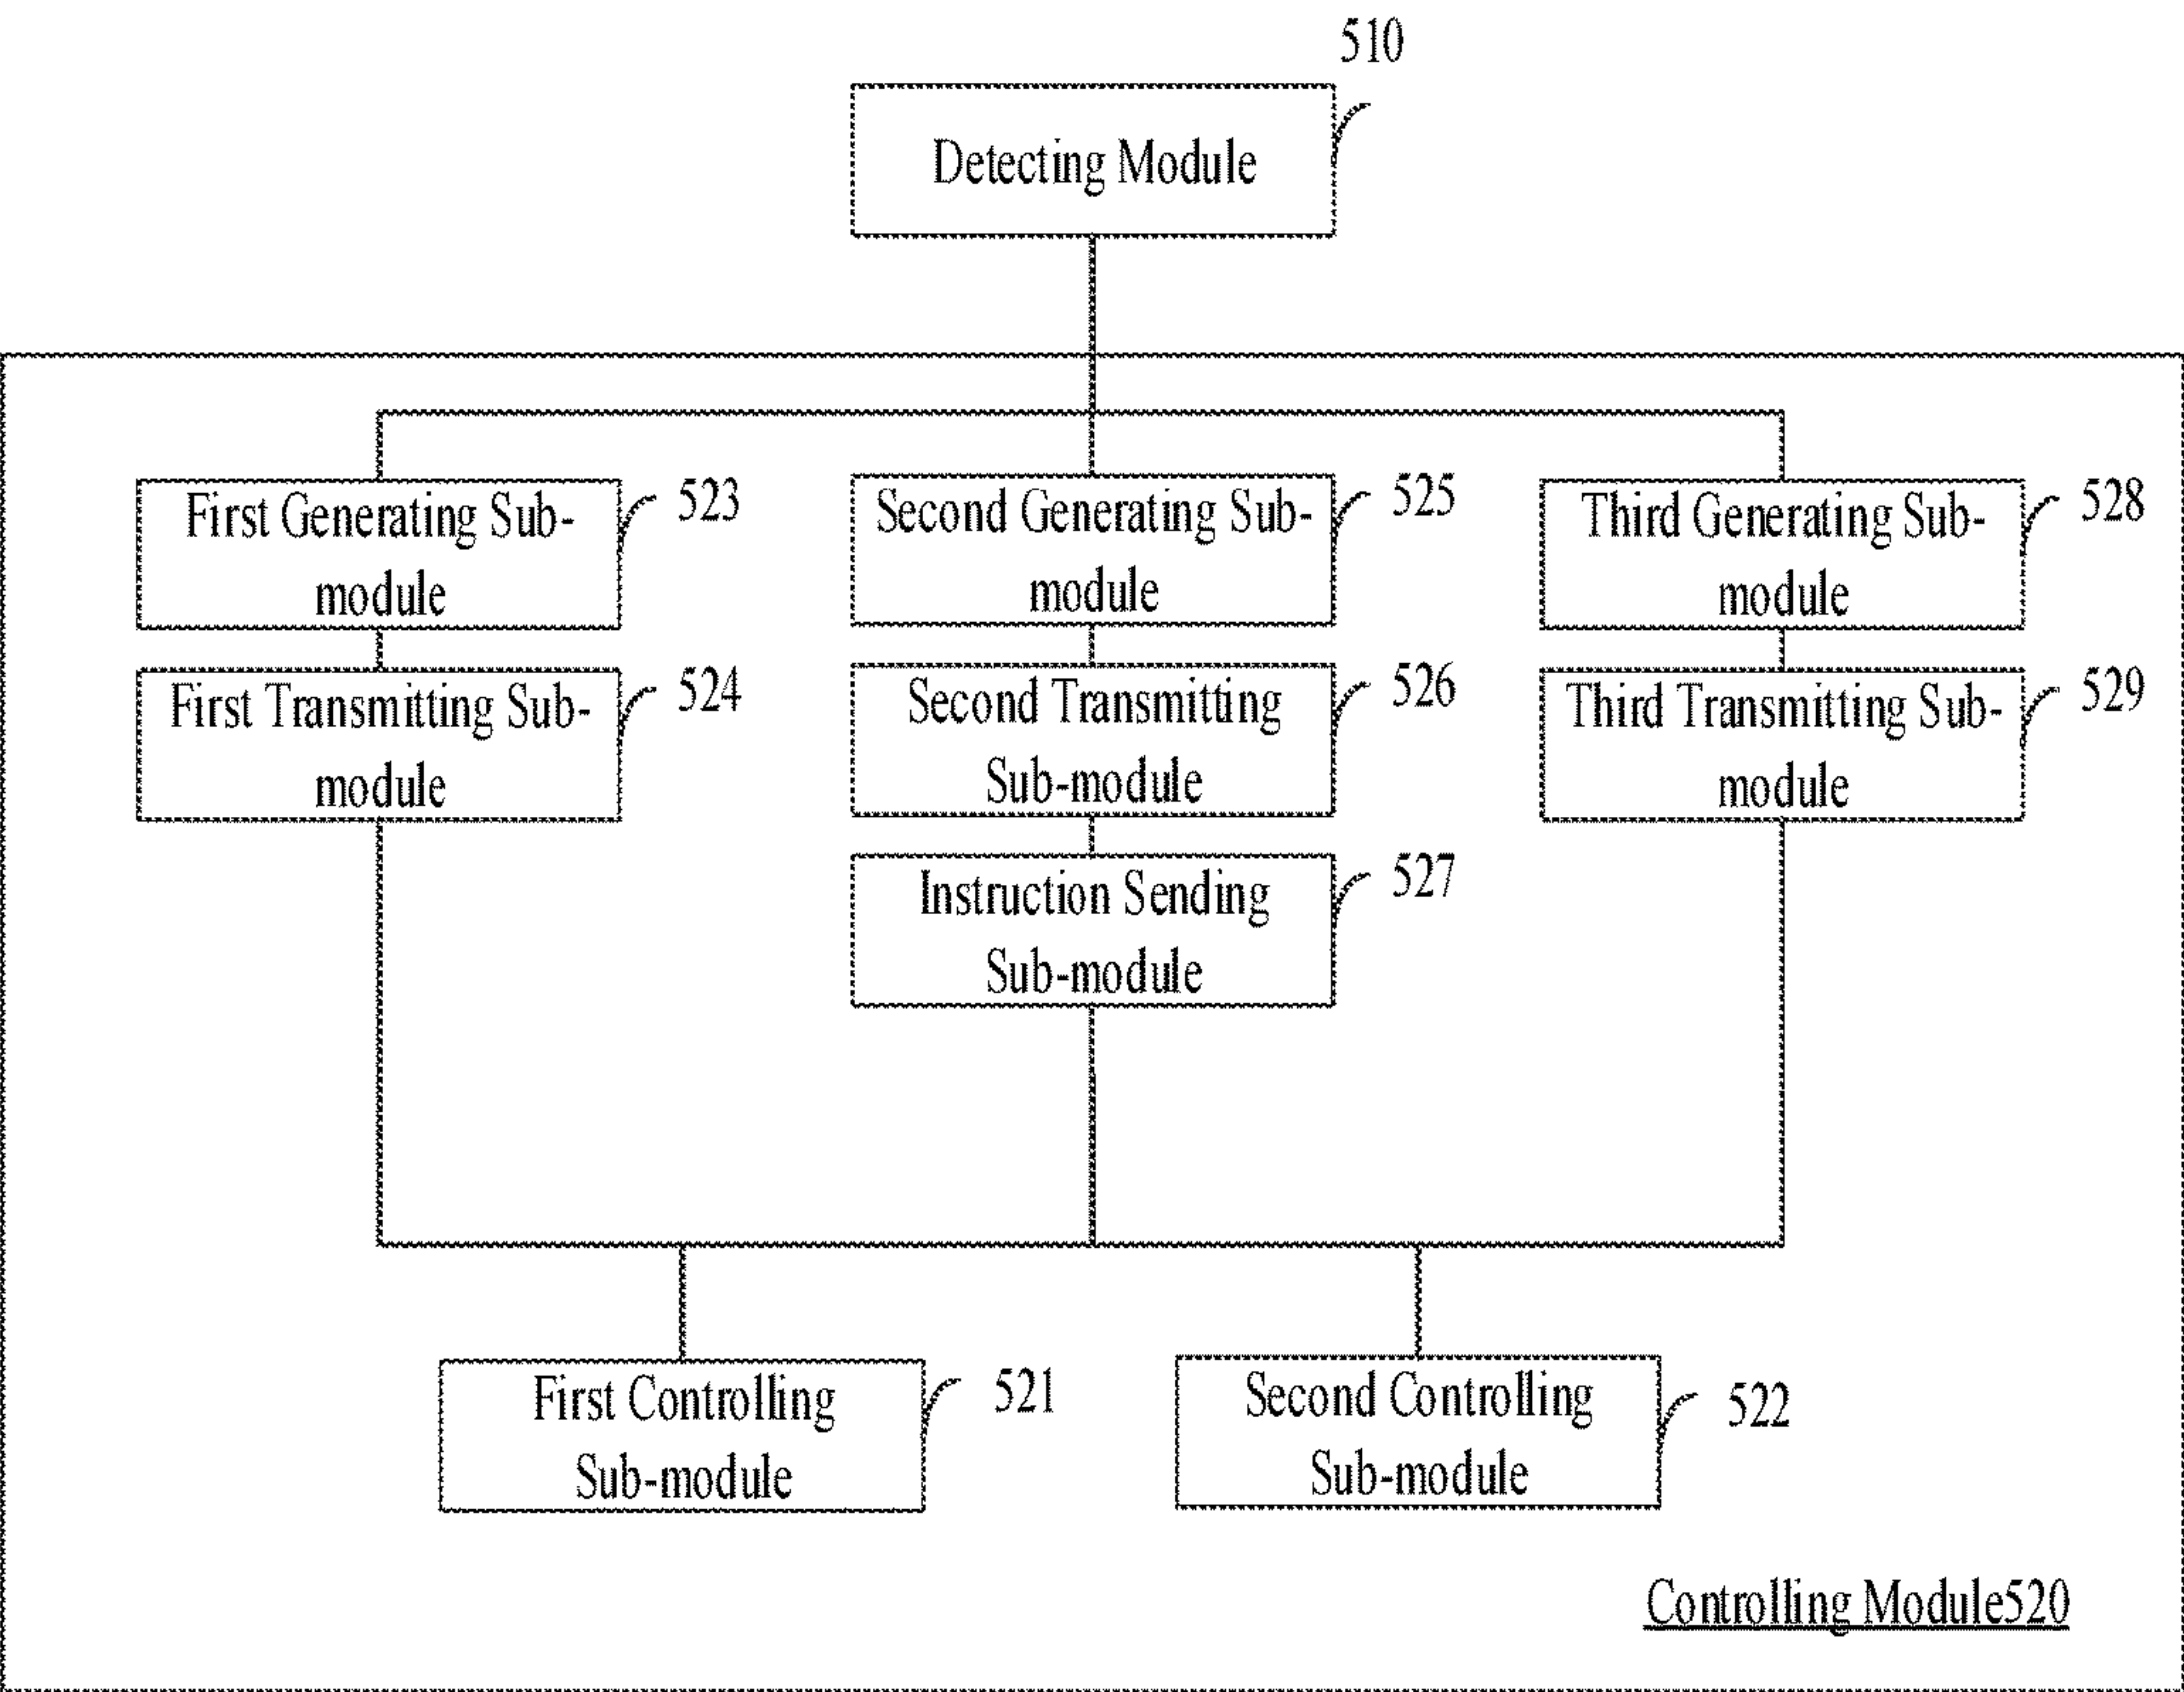 510
Detecting Module
First Generating Sub-
module
523
Second Generating Sub-
module
525
Third Generating Sub-
module
528
First Transmitting Sub-
module
524
Second Transmitting
Sub-module
526
Third Transmitting Sub-
module
529
Instruction Sending
Sub-module
527
First Controlling
Sub-module
521
Second Controlling
Sub-module
522
Controlling Module520